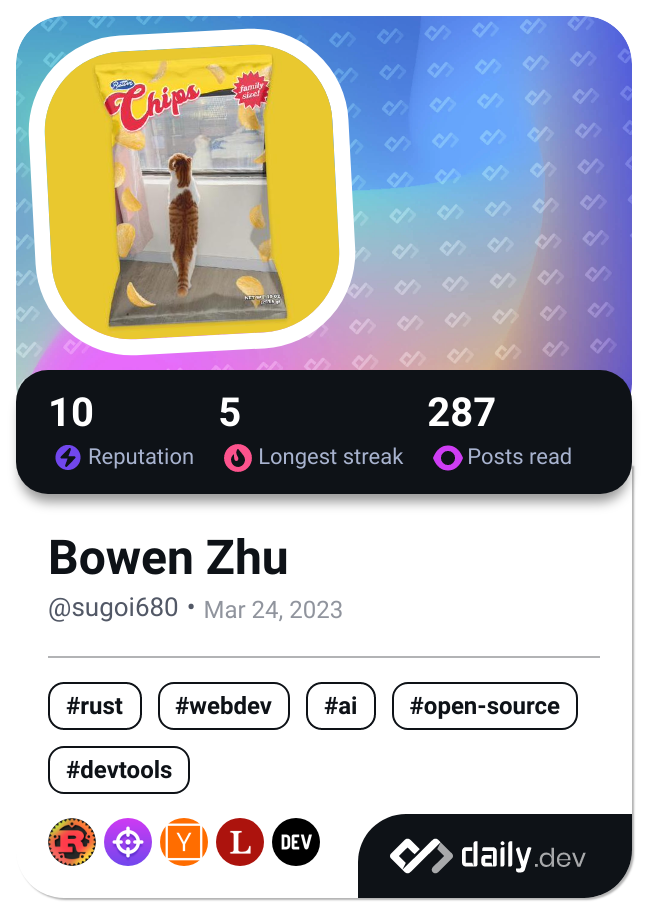 Chips
family
size!
10
5
287
Reputation
Longest streak
Posts read
Bowen Zhu
@sugoi680 • Mar 24, 2023
#rust
#webdev
#ai
#open-source
#devtools
R
Y
L
DEV
daily.dev